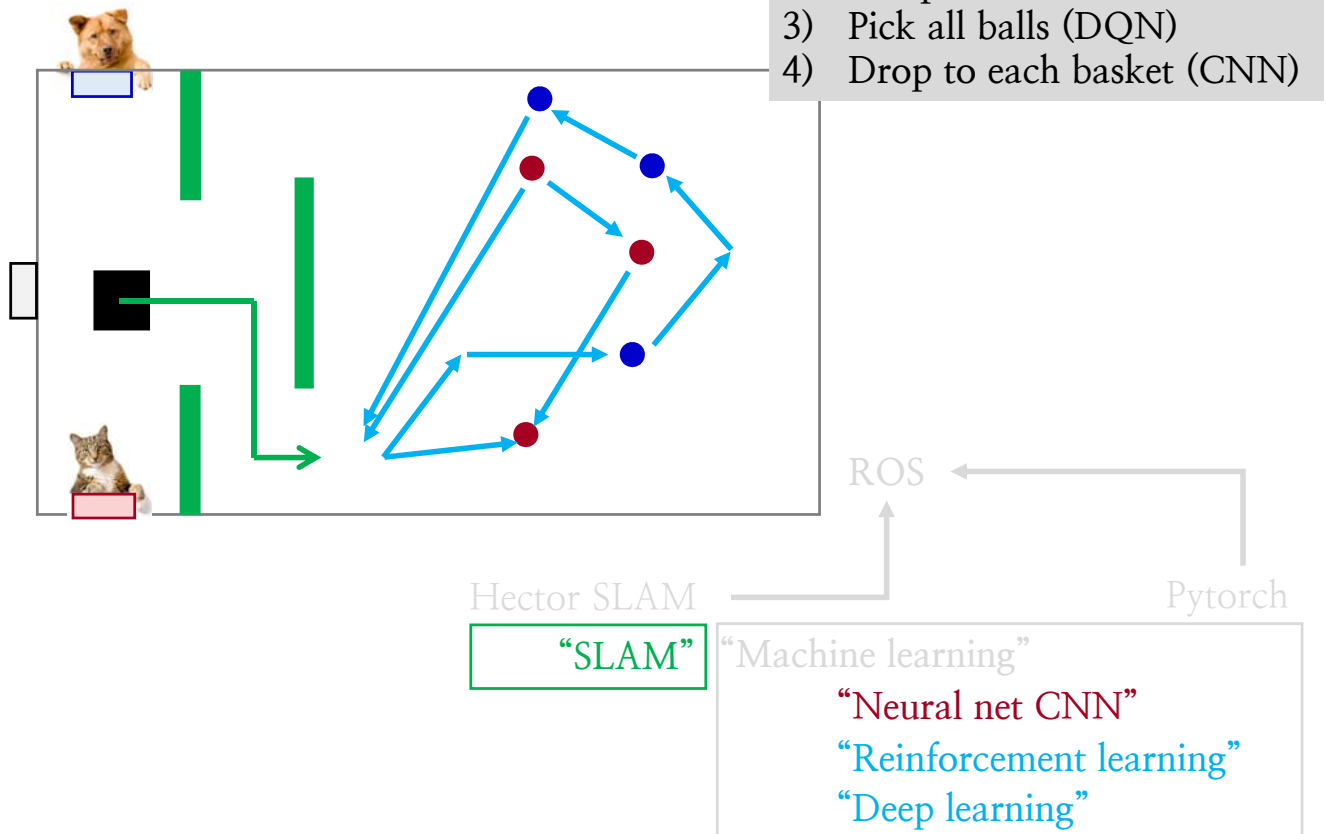 3) Pick all balls (DQN)
4) Drop to each basket (CNN)
ROS
Hector SLAM
Pytorch
“SLAM”
“Machine learning”
“Neural net CNN”
“Reinforcement learning”
“Deep learning”